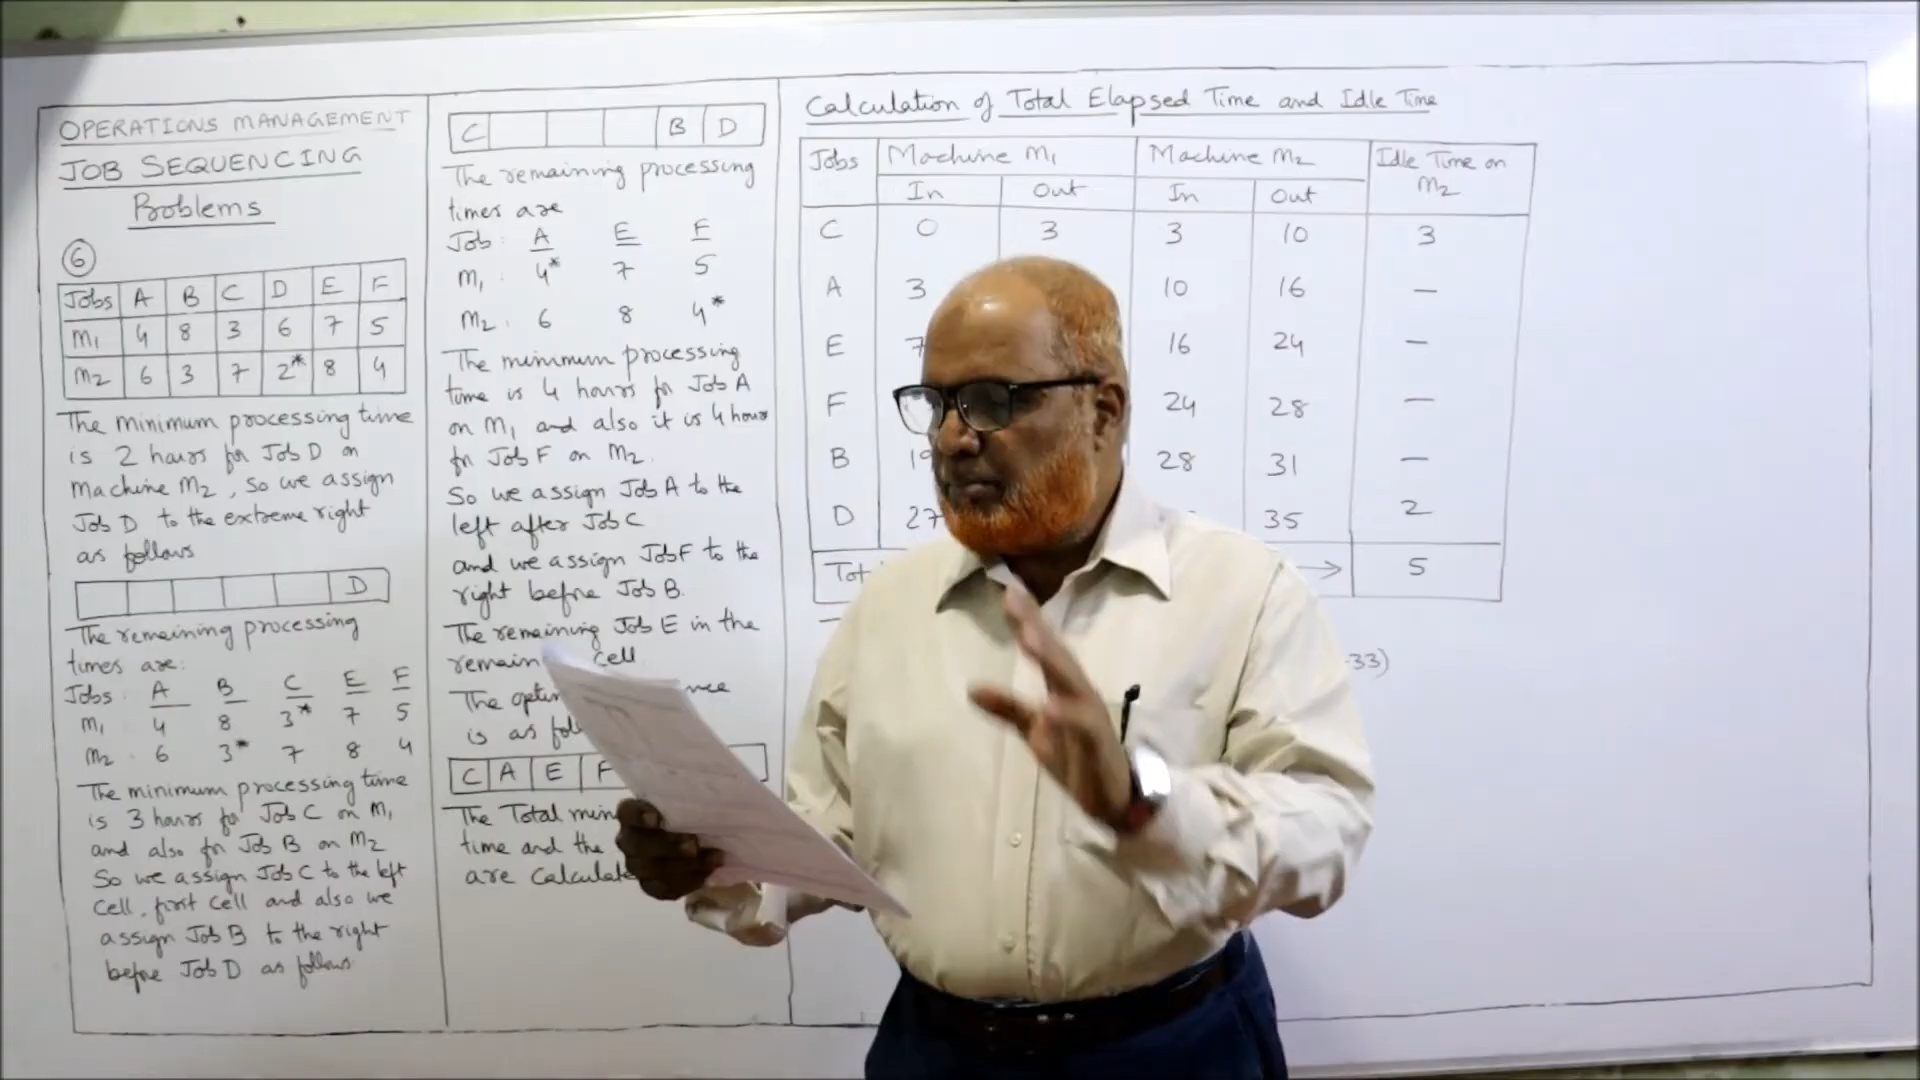 OPERATIONS MANAGEMENT
JOB SEQUENCING
Problems
6
Jobs A B C D E F
M1 4 8 3 6 7 5
M2 6 3 7 2* 8 4
The minimum processing time
is 2 hours for Job D on
Machine M2, So we assign
Job D to the extreme right
as follows
D
The remaining processing
times are:
Jobs A B C E F
M1 4 8 3* 7 5
M2 6 3* 7 8 4
The minimum processing time
is 3 hours for Job C on M1
and also for Job B on M2
So we assign Job C to the left
Cell, first cell and also we
assign Job B to the right
before Job D as follows
C B D
The remaining processing
times are
Job: A E F
M1 4* 7 5
M2 6 8 4*
The minimum processing
time is 4 hours for Job A
on M1 and also it is 4 hours
for Job F on M2.
So we assign Job A to the
left after Job C
and we assign Job F to the
right before Job B.
The remaining Job E in the
remain cell
The
is as
C A E F
The Total
time and the
are
Calculation of Total Elapsed Time and Idle Time
Jobs Machine M1 Machine M2 Idle Time on M2
In Out In Out
C 0 3 3 10 3
A 3 10 16 —
E 7 16 24 —
F 24 28 —
B 28 31 —
D 27 35 2
→ 5
33)